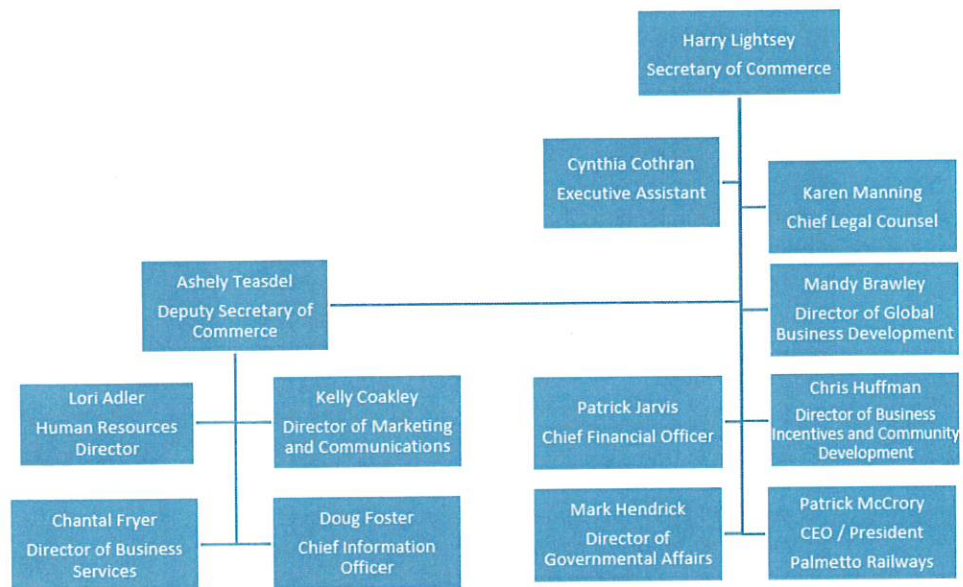 Harry Lightsey
Secretary of Commerce
Cynthia Cothran
Executive Assistant
Karen Manning
Chief Legal Counsel
Ashely Teasdel
Deputy Secretary of
Commerce
Mandy Brawley
Director of Global
Business Development
Lori Adler
Human Resources
Director
Kelly Coakley
Director of Marketing
and Communications
Patrick Jarvis
Chief Financial Officer
Chris Huffman
Director of Business
Incentives and Community
Development
Chantal Fryer
Director of Business
Services
Doug Foster
Chief Information
Officer
Mark Hendrick
Director of
Governmental Affairs
Patrick McCrory
CEO / President
Palmetto Railways